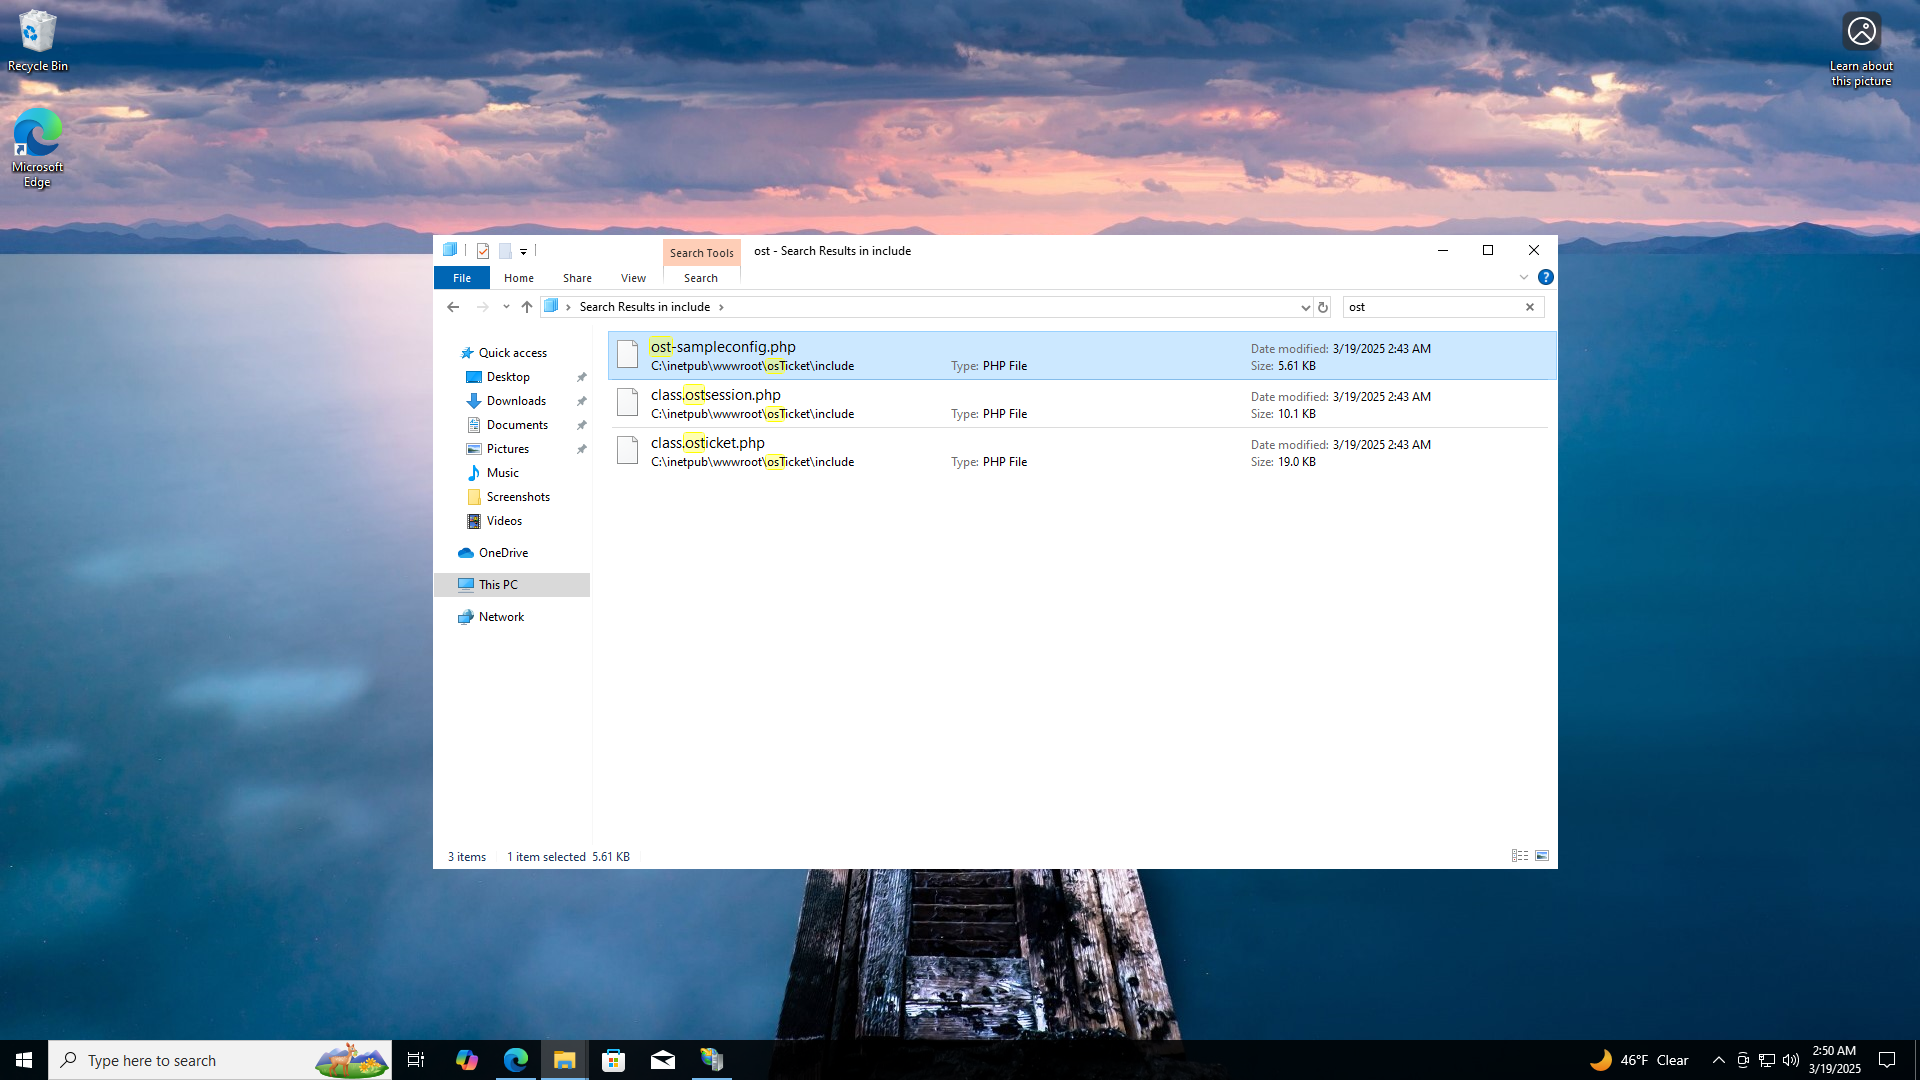 Recycle Bin
Microsoft
Edge
Learn about
this picture
Search Tools
ost - Search Results in include
File
Home
Share
View
Search
Search Results in include
ost
Quick access
Desktop
Downloads
Documents
Pictures
Music
Screenshots
Videos
OneDrive
This PC
Network
ost-sampleconfig.php
C:\inetpub\wwwroot\osTicket\include
Type: PHP File
Date modified: 3/19/2025 2:43 AM
Size: 5.61 KB
class.ostsession.php
C:\inetpub\wwwroot\osTicket\include
Type: PHP File
Date modified: 3/19/2025 2:43 AM
Size: 10.1 KB
class.osticket.php
C:\inetpub\wwwroot\osTicket\include
Type: PHP File
Date modified: 3/19/2025 2:43 AM
Size: 19.0 KB
3 items
1 item selected 5.61 KB
Type here to search
46°F Clear
2:50 AM
3/19/2025